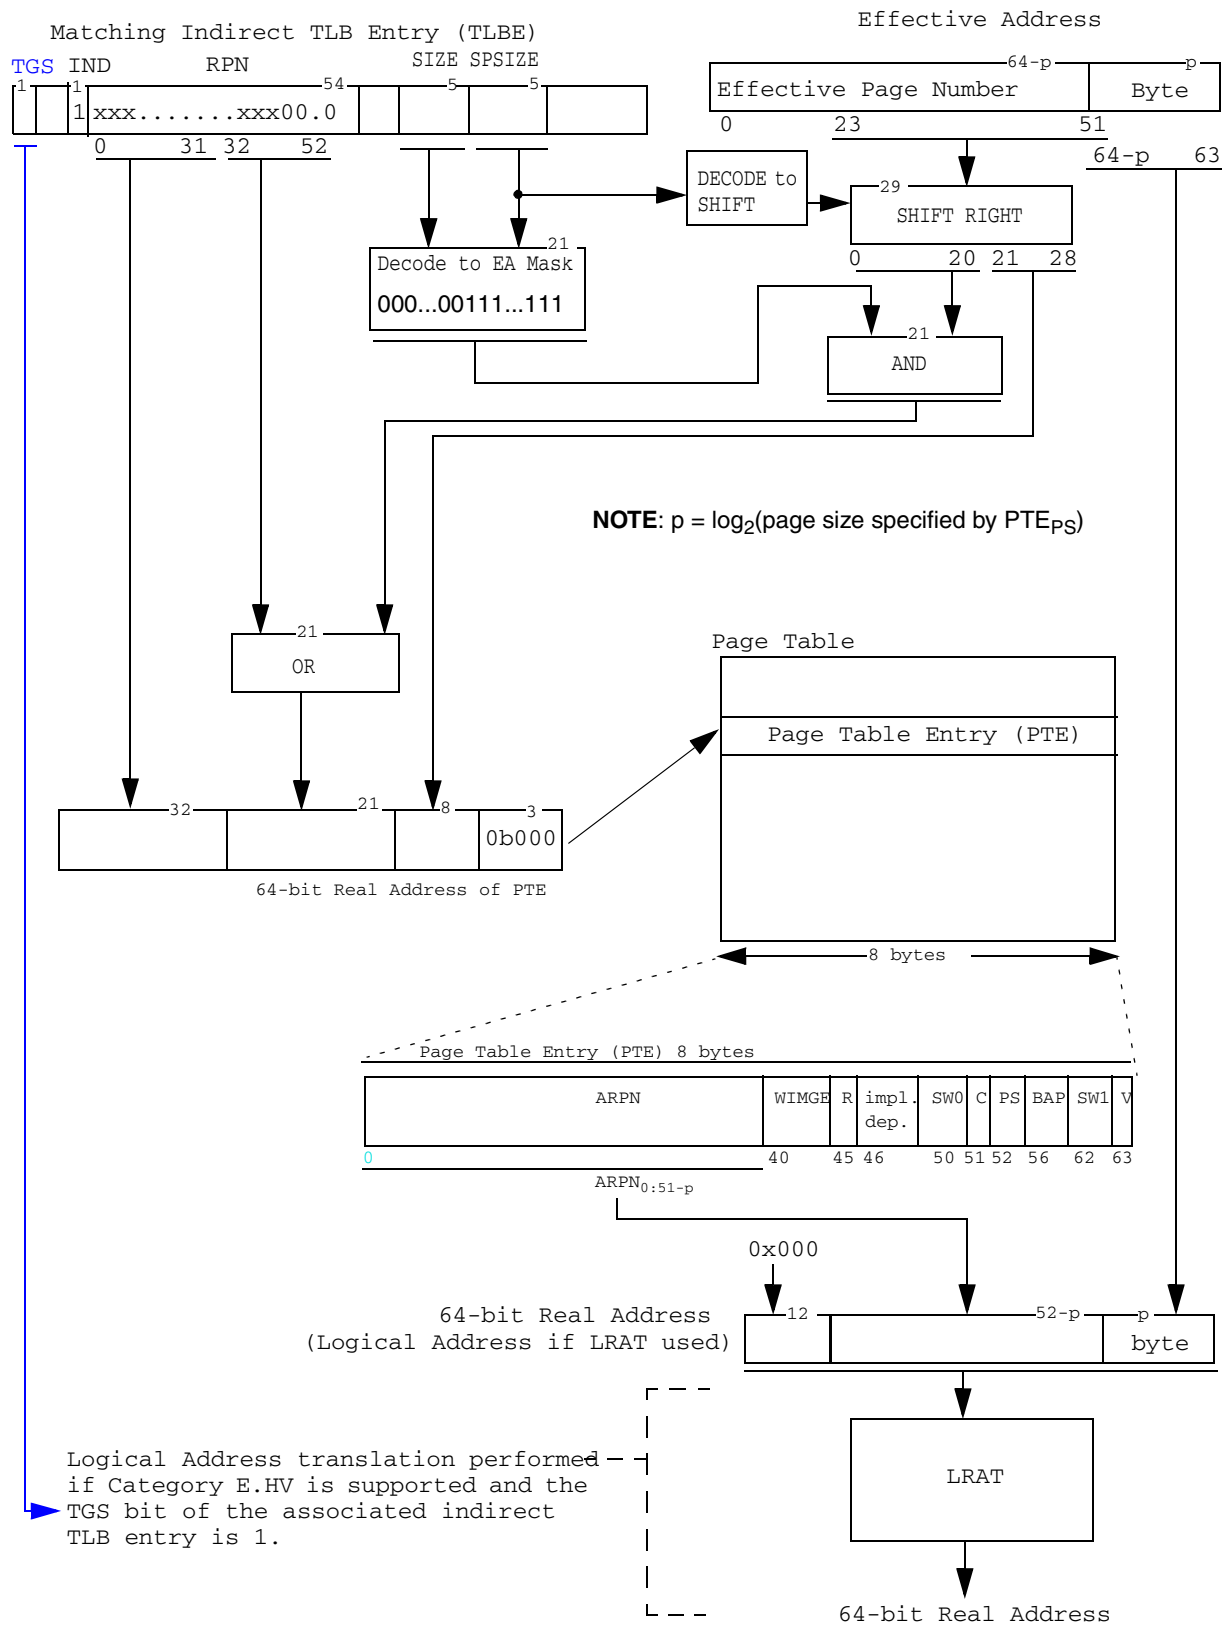 Effective Address
Matching Indirect TLB Entry (TLBE)
TGS IND RPN SIZE SPSIZE
1 1 54 5 5
1 xxx.......xxx00.0
0 31 32 52
64-p p
Effective Page Number Byte
0 23 51
64-p 63
DECODE to
SHIFT
29
SHIFT RIGHT
0 20 21 28
21
Decode to EA Mask
000...00111...111
21
AND
NOTE: p = log2(page size specified by PTEPS)
21
OR
Page Table
Page Table Entry (PTE)
32 21 8 3
0b000
64-bit Real Address of PTE
8 bytes
Page Table Entry (PTE) 8 bytes
ARPN WIMGE R impl. SW0 C PS BAP SW1 V
dep.
0 40 45 46 50 51 52 56 62 63
ARPN0:51-p
0x000
64-bit Real Address
(Logical Address if LRAT used)
12 52-p p
byte
Logical Address translation performed
if Category E.HV is supported and the
TGS bit of the associated indirect
TLB entry is 1.
LRAT
64-bit Real Address